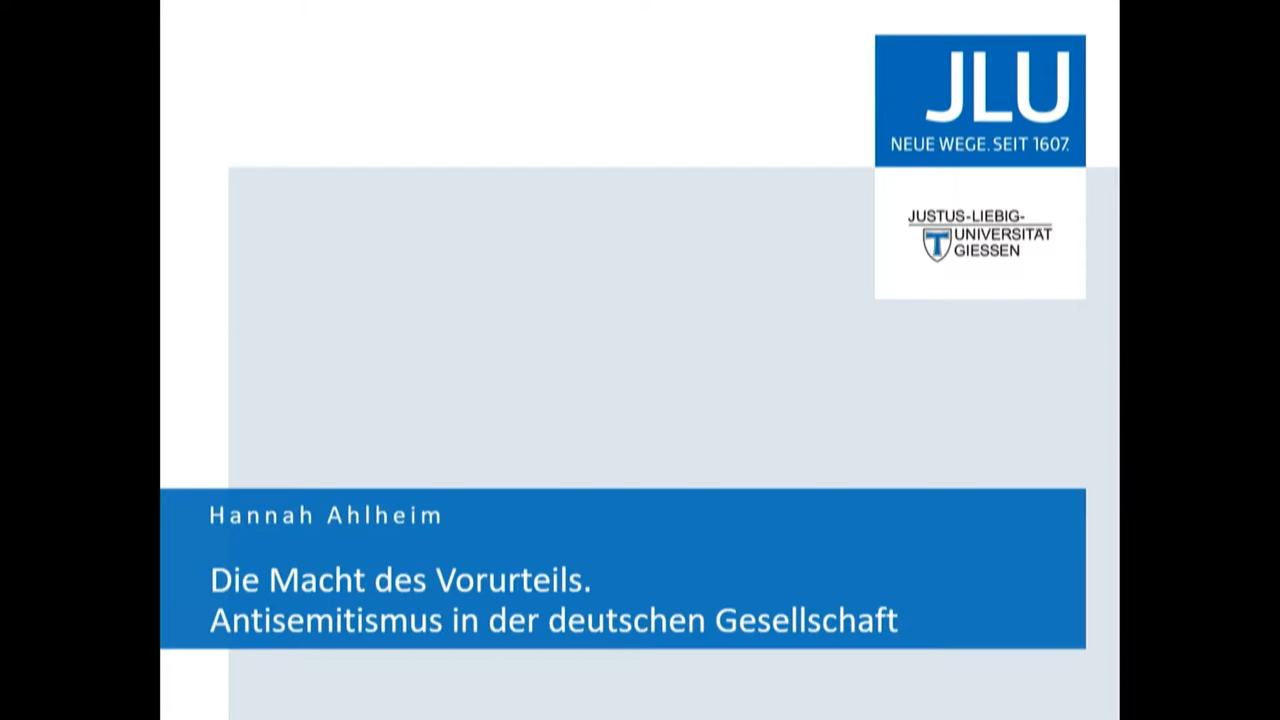 JLU
NEUE WEGE. SEIT 1607.
JUSTUS-LIEBIG-
UNIVERSITÄT
GIESSEN
Hannah Ahlheim
Die Macht des Vorurteils.
Antisemitismus in der deutschen Gesellschaft